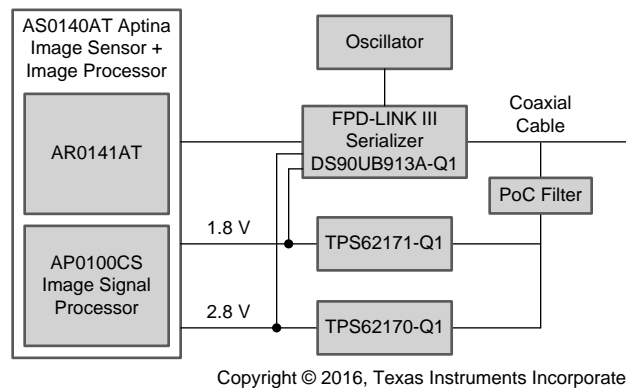 AS0140AT Aptina
Image Sensor +
Image Processor
AR0141AT
AP0100CS
Image Signal
Processor
Oscillator
FPD-LINK III
Serializer
DS90UB913A-Q1
Coaxial
Cable
PoC Filter
1.8 V
TPS62171-Q1
2.8 V
TPS62170-Q1
Copyright © 2016, Texas Instruments Incorporate